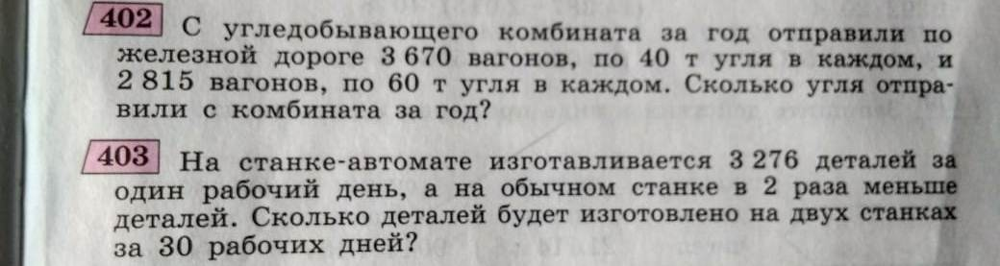 402 С угледобывающего комбината за год отправили по
железной дороге 3 670 вагонов, по 40 т угля в каждом, и
2 815 вагонов, по 60 т угля в каждом. Сколько угля отпра-
вили с комбината за год?
403 На станке-автомате изготавливается 3 276 деталей за
один рабочий день, а на обычном станке в 2 раза меньше
деталей. Сколько деталей будет изготовлено на двух станках
за 30 рабочих дней?